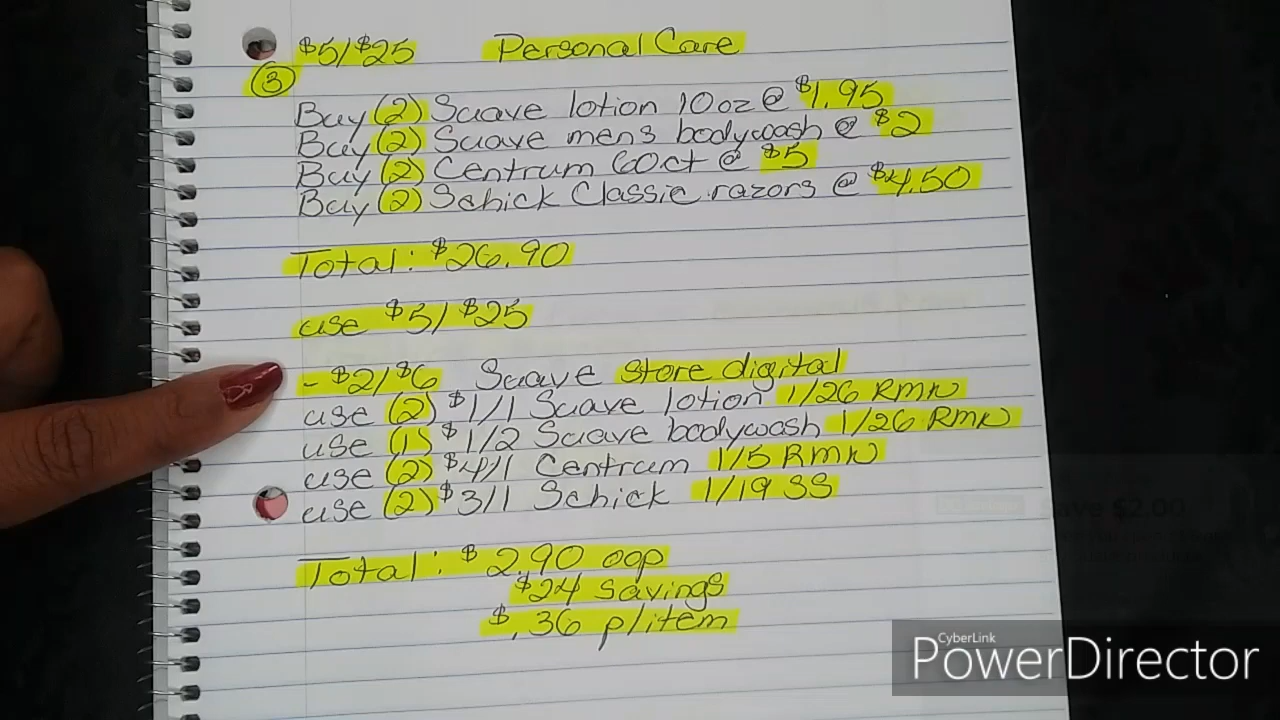 $5/$25 Personal Care
3
Buy (2) Suave lotion 10oz @ $1.95
Buy (2) Suave mens bodywash @ $2
Buy (2) Centrum 60ct @ $5
Buy (2) Schick Classic razors @ $4.50
Total: $26.90
use $5/$25
- $2/$6 Suave store digital
use (2) $1/1 Suave lotion 1/26 RMN
use (1) $1/2 Suave bodywash 1/26 RMN
use (2) $4/1 Centrum 1/5 RMN
use (2) $3/1 Schick 1/19 SS
Total: $2.90 oop
$24 savings
$.36 p/item
Save $2.00
CyberLink
PowerDirector